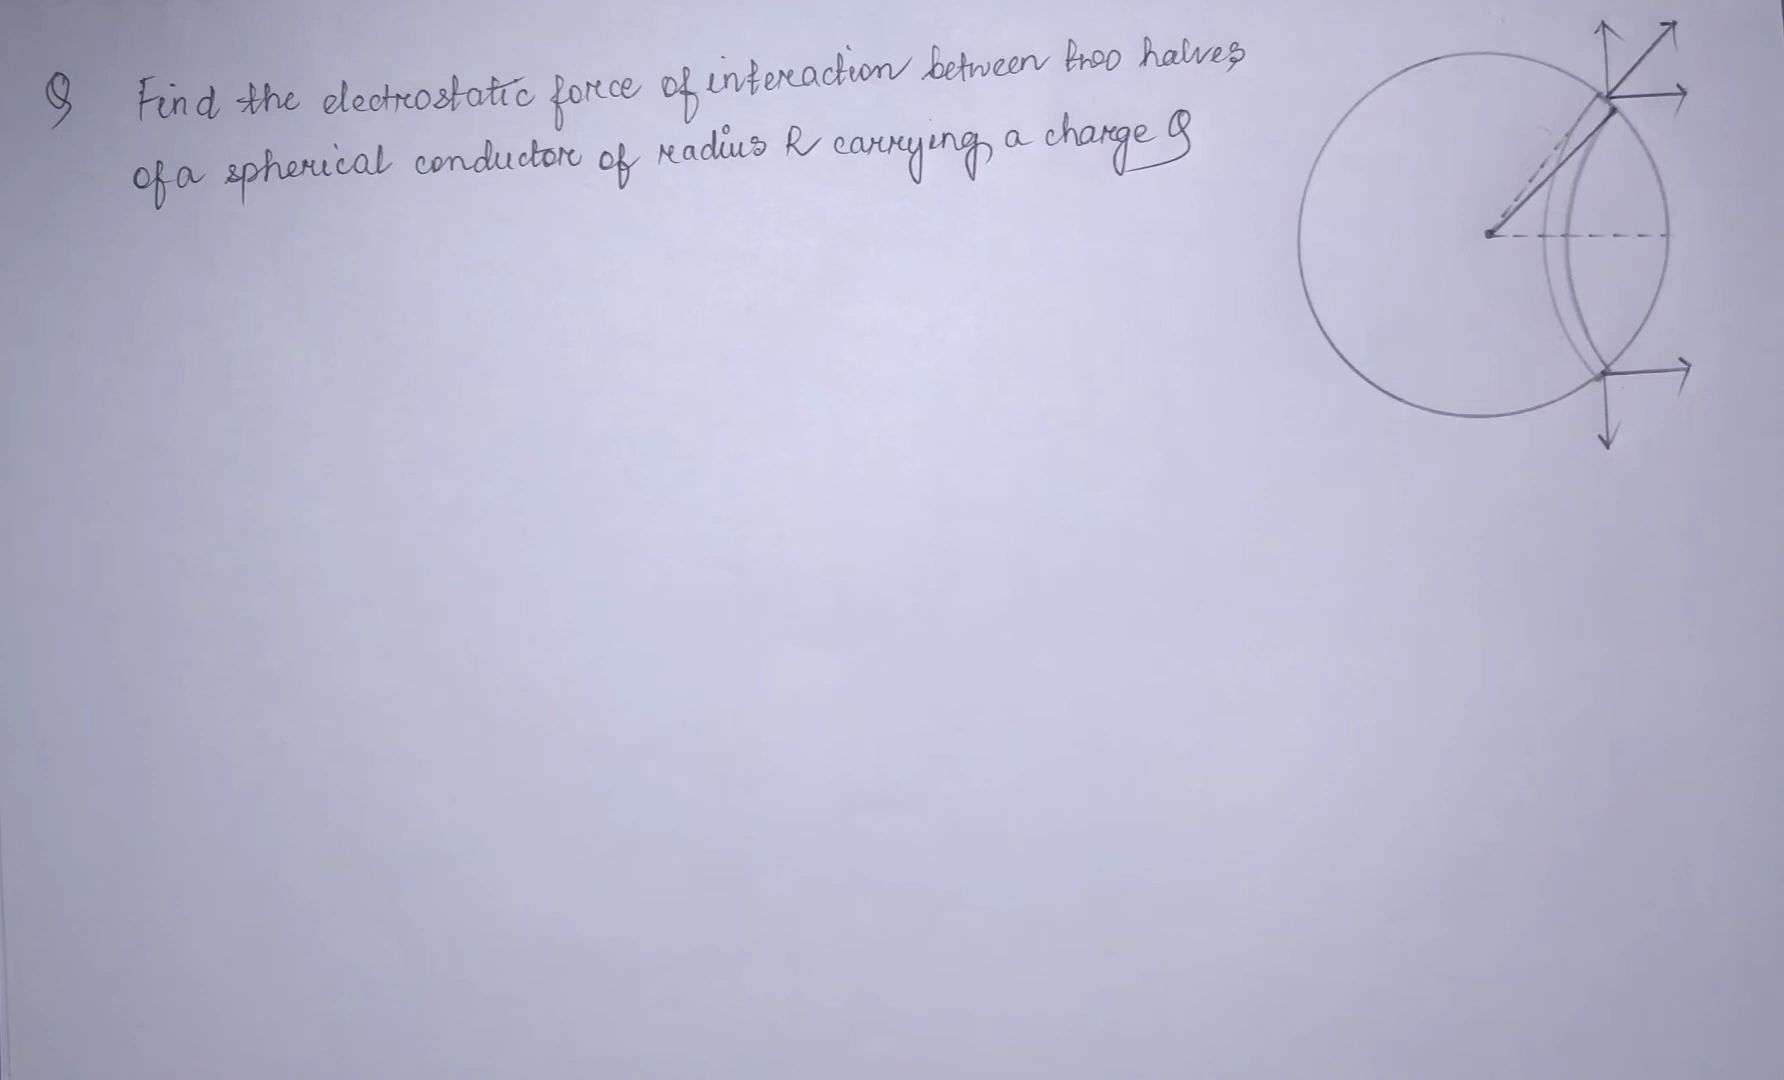 Q Find the electrostatic force of interaction between two halves
of a spherical conductor of radius R carrying a charge Q